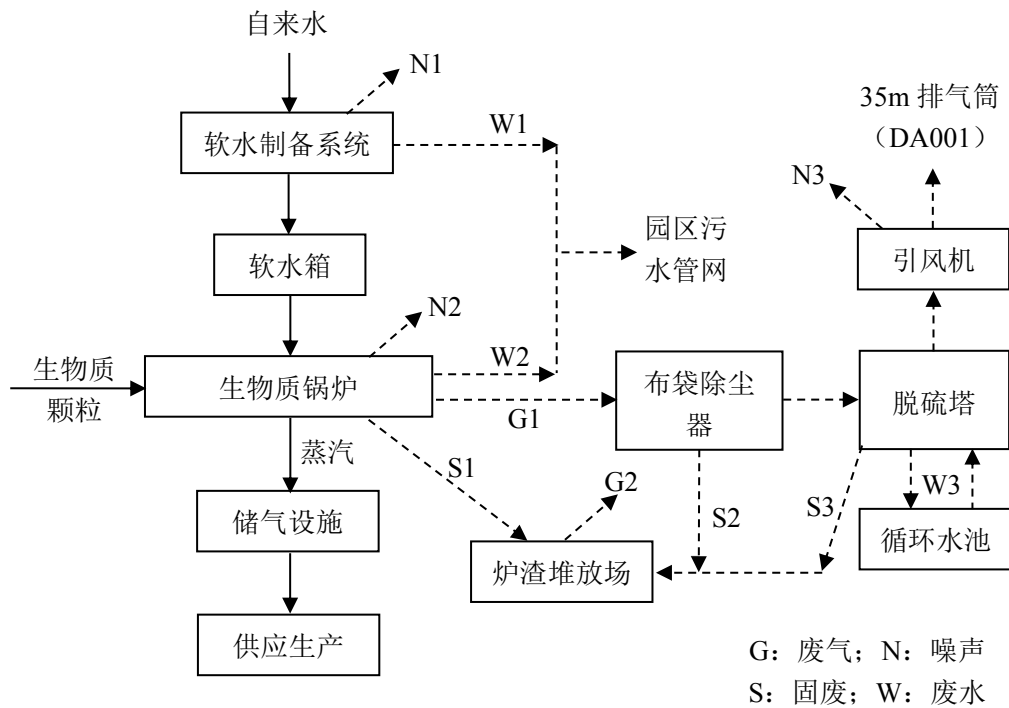 自来水
N1
35m 排气筒
（DA001）
软水制备系统
W1
N3
园区污
水管网
软水箱
引风机
N2
生物质
颗粒
生物质锅炉
W2
G1
布袋除尘
器
脱硫塔
蒸汽
S1
G2
S2
S3
W3
储气设施
炉渣堆放场
循环水池
供应生产
G：废气；N：噪声
S：固废；W：废水